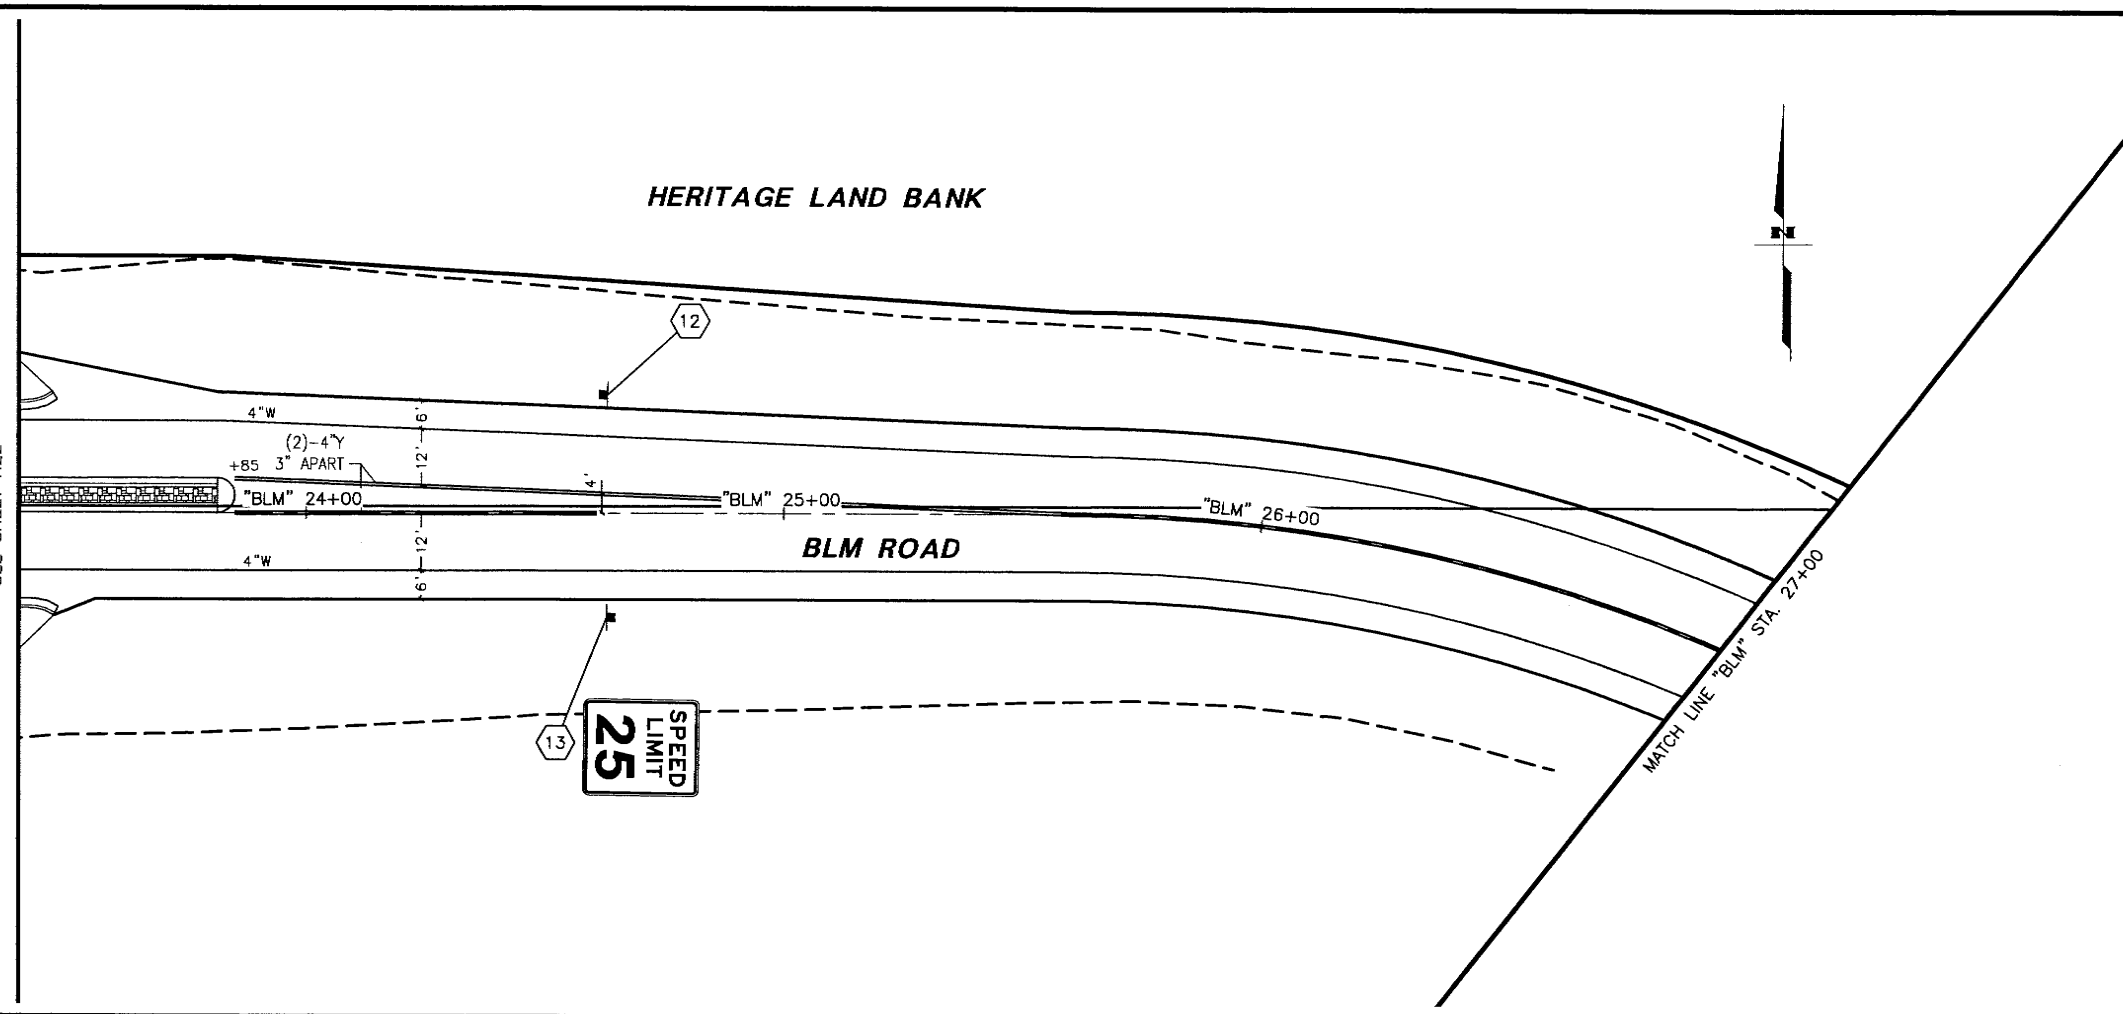 HERITAGE LAND BANK
N
12
4"W
6'
(2)-4"Y
+85 3" APART
12'
4'
"BLM" 24+00
"BLM" 25+00
"BLM" 26+00
12'
BLM ROAD
4"W
6'
13
SPEED
LIMIT
25
MATCH LINE "BLM" STA. 27+00